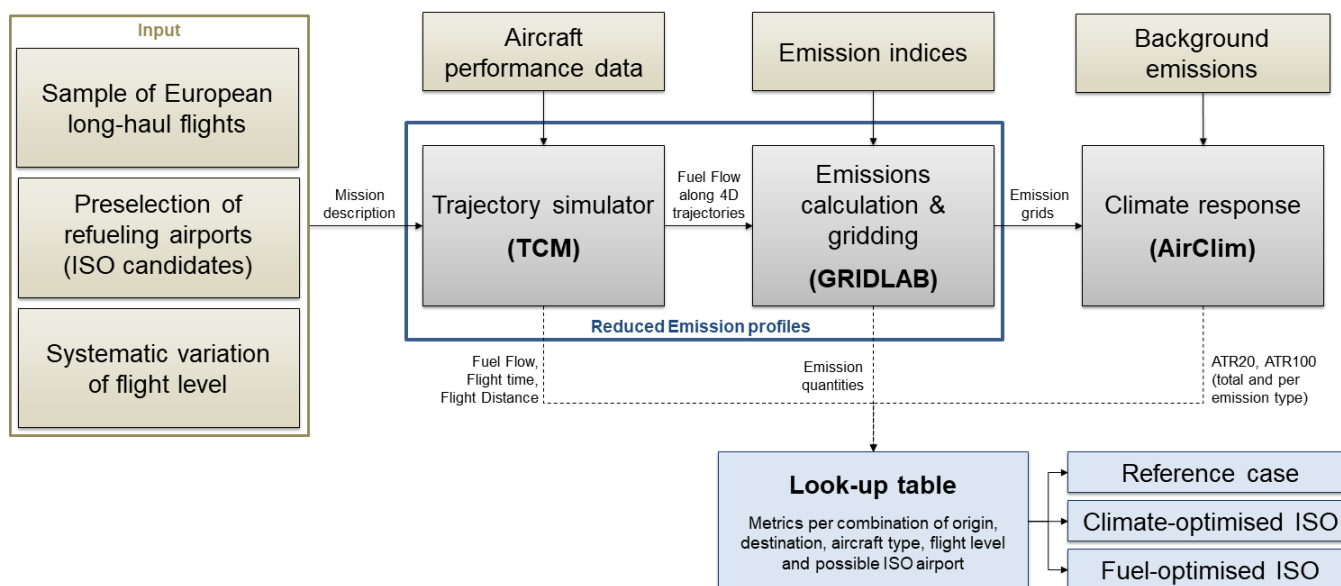 Input
Sample of European
long-haul flights
Preselection of
refueling airports
(ISO candidates)
Systematic variation
of flight level
Mission
description
Aircraft
performance data
Emission indices
Background
emissions
Trajectory simulator
(TCM)
Fuel Flow
along 4D
trajectories
Emissions
calculation &
gridding
(GRIDLAB)
Emission
grids
Climate response
(AirClim)
Reduced Emission profiles
Fuel Flow,
Flight time,
Flight Distance
Emission
quantities
ATR20, ATR100
(total and per
emission type)
Look-up table
Metrics per combination of origin,
destination, aircraft type, flight level
and possible ISO airport
Reference case
Climate-optimised ISO
Fuel-optimised ISO